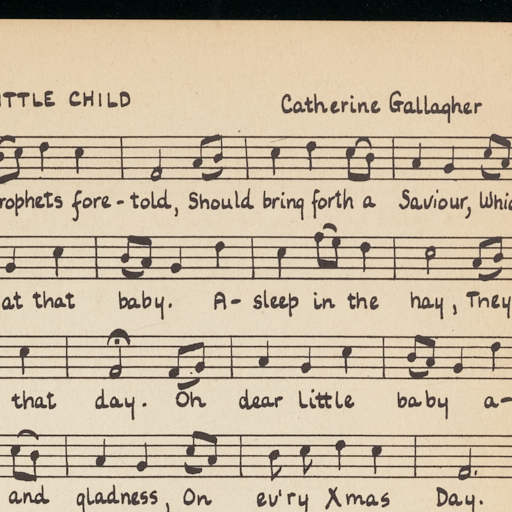 ITTLE CHILD Catherine Gallagher
rophets fore-told, Should bring forth a Saviour, Whic
at that baby. A-sleep in the hay, They
that day. Oh dear little baby a-
and gladness, On ev'ry Xmas Day.